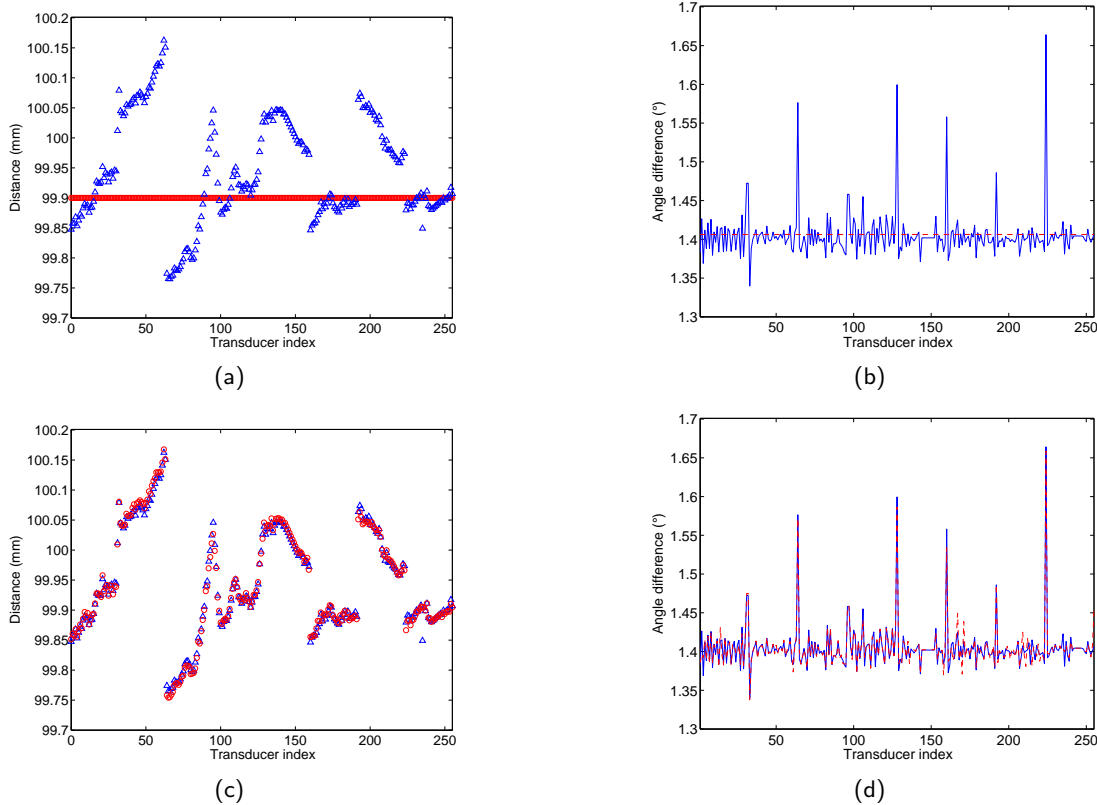 100.2
100.15
100.1
100.05
100
99.95
99.9
99.85
99.8
99.75
99.7
Distance (mm)
0 50 100 150 200 250
Transducer index
(a)
1.7
1.65
1.6
1.55
1.5
1.45
1.4
1.35
1.3
Angle difference (°)
50 100 150 200 250
Transducer index
(b)
100.2
100.15
100.1
100.05
100
99.95
99.9
99.85
99.8
99.75
99.7
Distance (mm)
0 50 100 150 200 250
Transducer index
(c)
1.7
1.65
1.6
1.55
1.5
1.45
1.4
1.35
1.3
Angle difference (°)
50 100 150 200 250
Transducer index
(d)